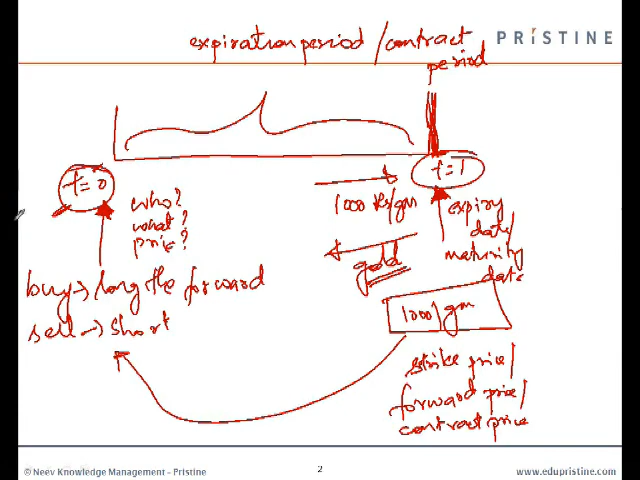 expiration period / contract period
PRISTINE
t=0
t=1
who?
what?
price?
1000 Rs/gm
gold
expiry date/
maturity date
buy → long the forward
sell → short
1000/gm
strike price/
forward price/
contract price
© Neev Knowledge Management - Pristine
2
www.edupristine.com